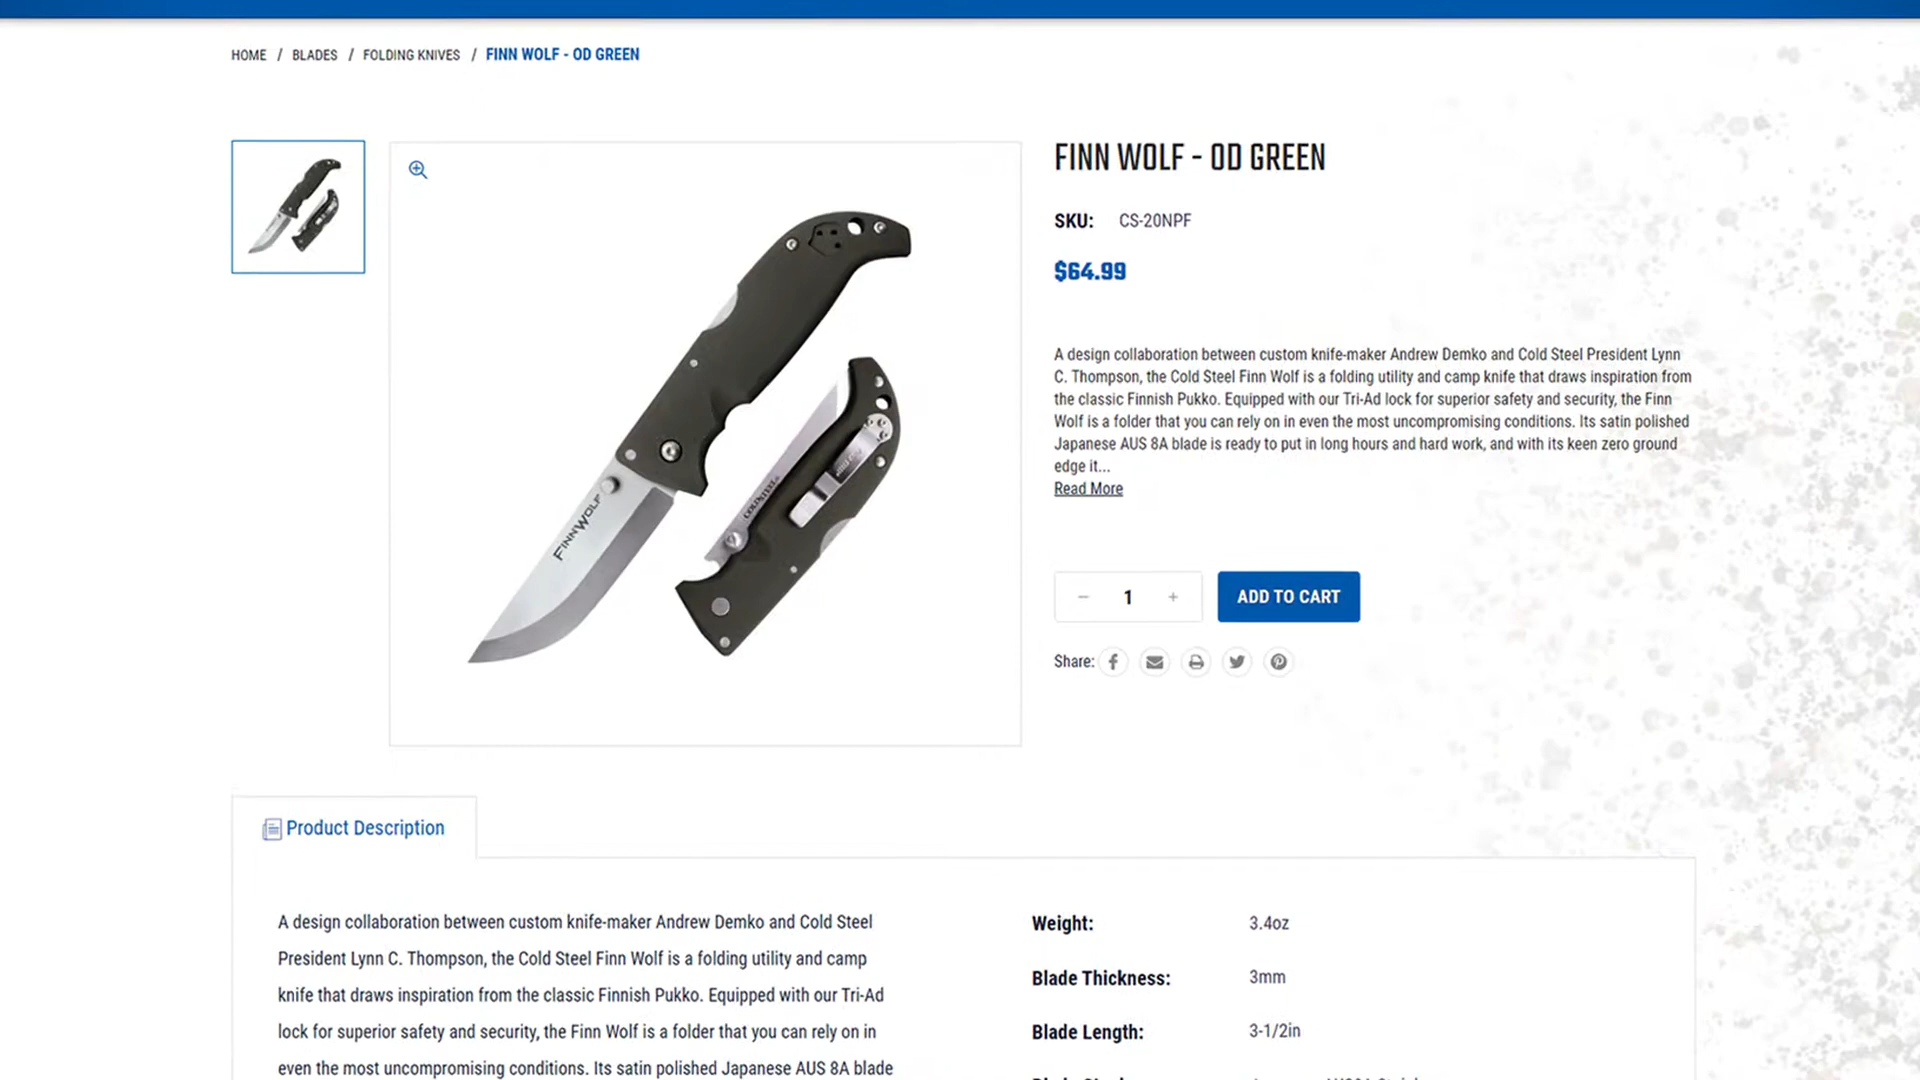 HOME / BLADES / FOLDING KNIVES / FINN WOLF - OD GREEN
FINN WOLF - OD GREEN
SKU: CS-20NPF
$64.99
A design collaboration between custom knife-maker Andrew Demko and Cold Steel President Lynn
C. Thompson, the Cold Steel Finn Wolf is a folding utility and camp knife that draws inspiration from
the classic Finnish Pukko. Equipped with our Tri-Ad lock for superior safety and security, the Finn
Wolf is a folder that you can rely on in even the most uncompromising conditions. Its satin polished
Japanese AUS 8A blade is ready to put in long hours and hard work, and with its keen zero ground
edge it...
Read More
FINNWOLF
COLD STEEL
− 1 +
ADD TO CART
Share:
Product Description
A design collaboration between custom knife-maker Andrew Demko and Cold Steel
President Lynn C. Thompson, the Cold Steel Finn Wolf is a folding utility and camp
knife that draws inspiration from the classic Finnish Pukko. Equipped with our Tri-Ad
lock for superior safety and security, the Finn Wolf is a folder that you can rely on in
even the most uncompromising conditions. Its satin polished Japanese AUS 8A blade
Weight: 3.4oz
Blade Thickness: 3mm
Blade Length: 3-1/2in